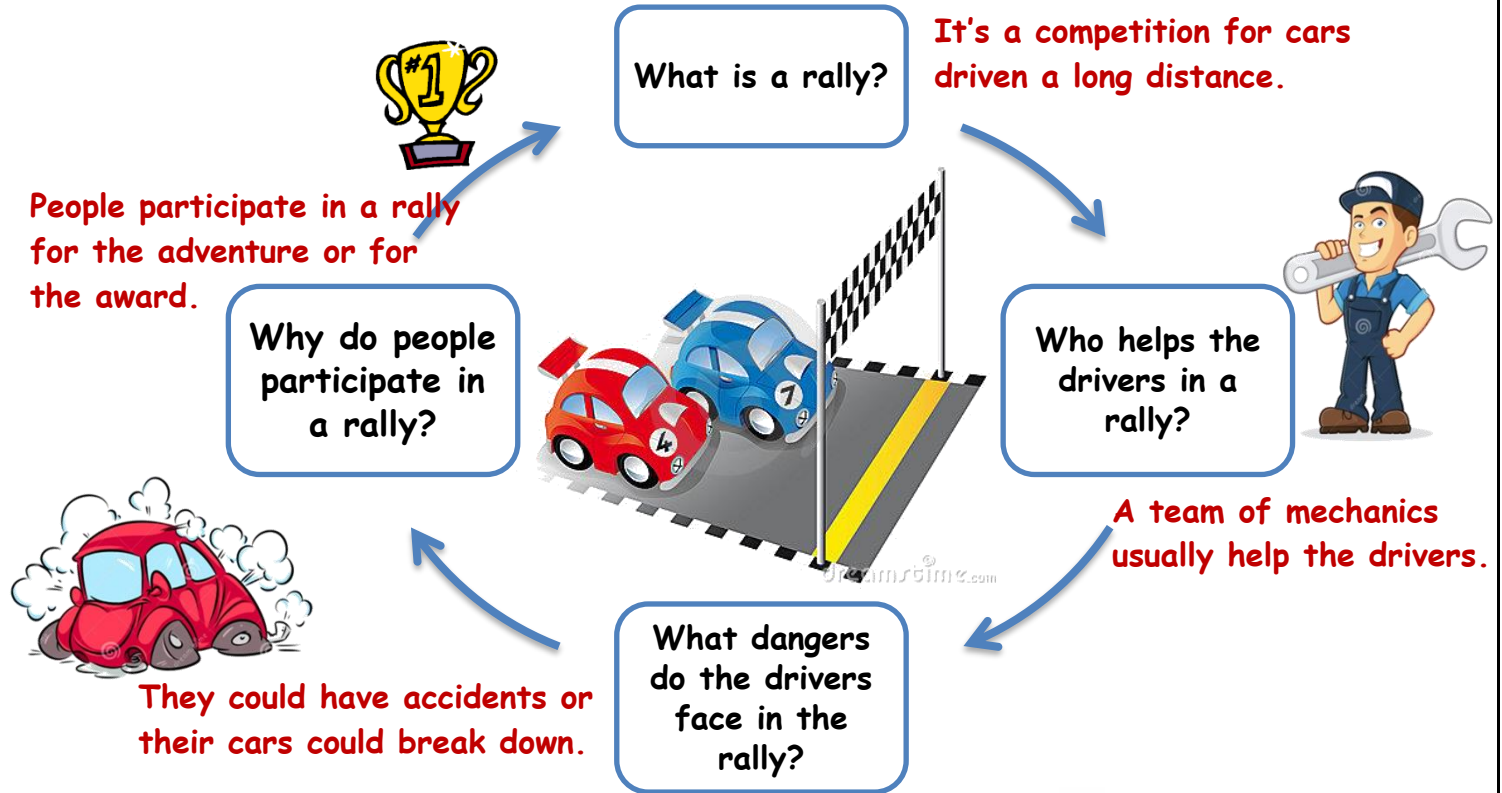 What is a rally?
It's a competition for cars
driven a long distance.
Who helps the
drivers in a
rally?
A team of mechanics
usually help the drivers.
What dangers
do the drivers
face in the
rally?
They could have accidents or
their cars could break down.
Why do people
participate in
a rally?
People participate in a rally
for the adventure or for
the award.
#1
4
7
dreamstime.com